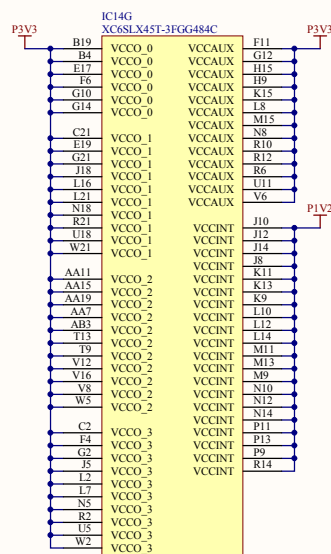 IC14G
XC6SLX45T-3FGG484C
P3V3 P3V3
B19 VCCO_0 VCCAUX F11
B4 VCCO_0 VCCAUX G12
E17 VCCO_0 VCCAUX H15
F6 VCCO_0 VCCAUX H9
G10 VCCO_0 VCCAUX K15
G14 VCCO_0 VCCAUX L8
VCCAUX M15
C21 VCCO_1 VCCAUX N8
E19 VCCO_1 VCCAUX R10
G21 VCCO_1 VCCAUX R12
J18 VCCO_1 VCCAUX R6
L16 VCCO_1 VCCAUX U11
L21 VCCO_1 VCCAUX V6
N18 VCCO_1
P1V2
R21 VCCO_1 VCCINT J10
U18 VCCO_1 VCCINT J12
W21 VCCO_1 VCCINT J14
VCCINT J8
AA11 VCCO_2 VCCINT K11
AA15 VCCO_2 VCCINT K13
AA19 VCCO_2 VCCINT K9
AA7 VCCO_2 VCCINT L10
AB3 VCCO_2 VCCINT L12
T13 VCCO_2 VCCINT L14
T9 VCCO_2 VCCINT M11
V12 VCCO_2 VCCINT M13
V16 VCCO_2 VCCINT M9
V8 VCCO_2 VCCINT N10
W5 VCCO_2 VCCINT N12
VCCINT N14
C2 VCCO_3 VCCINT P11
F4 VCCO_3 VCCINT P13
G2 VCCO_3 VCCINT P9
J5 VCCO_3 VCCINT R14
L2 VCCO_3
L7 VCCO_3
N5 VCCO_3
R2 VCCO_3
U5 VCCO_3
W2 VCCO_3